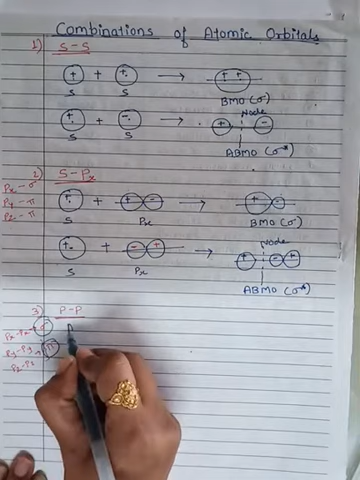 Combinations of Atomic Orbitals
1) S-S
+ + +. → + +
S S BMO (σ)
+. + -. → + Node -
S S ABMO (σ*)
2) S-Px
Px - σ
Py - π
Pz - π
+. + + - → + -
S Px BMO (σ)
+. + - + → + Node - +
S Px ABMO (σ*)
3) P-P
Px-Px → σ
Py-Py → π
Pz-Pz